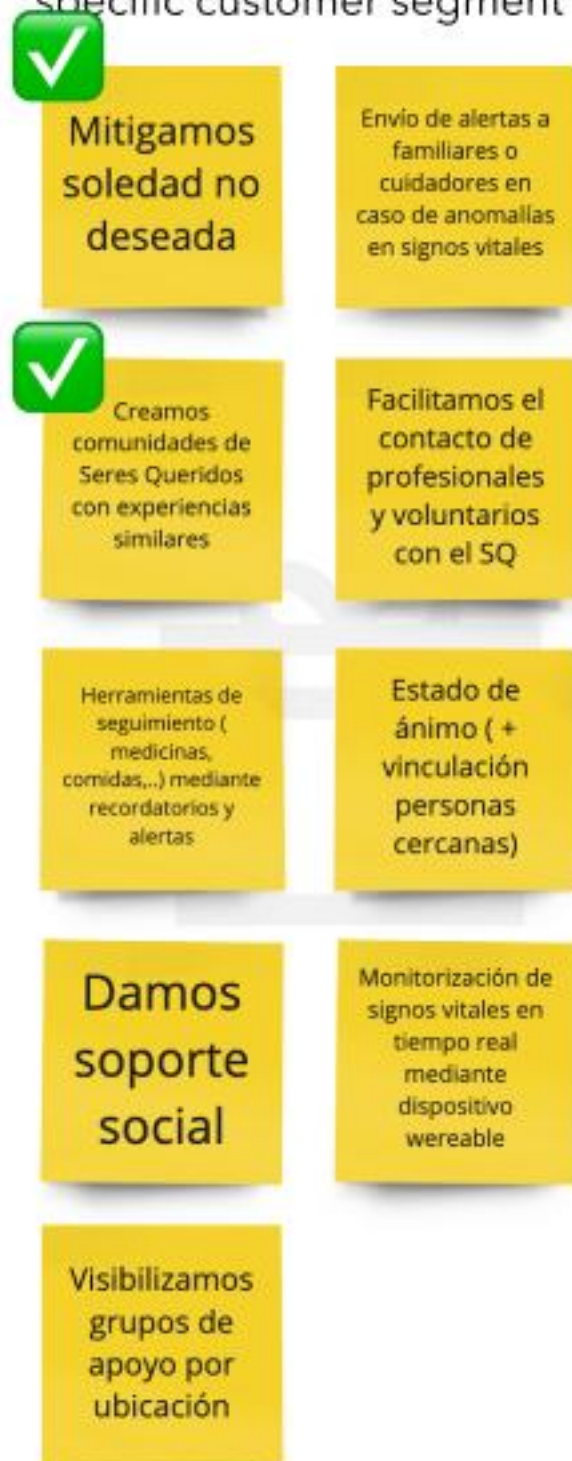 specific customer segment
Mitigamos
soledad no
deseada
Envío de alertas a
familiares o
cuidadores en
caso de anomalías
en signos vitales
Creamos
comunidades de
Seres Queridos
con experiencias
similares
Facilitamos el
contacto de
profesionales
y voluntarios
con el SQ
Herramientas de
seguimiento (
medicinas,
comidas,..) mediante
recordatorios y
alertas
Estado de
ánimo ( +
vinculación
personas
cercanas)
Damos
soporte
social
Monitorización de
signos vitales en
tiempo real
mediante
dispositivo
wereable
Visibilizamos
grupos de
apoyo por
ubicación